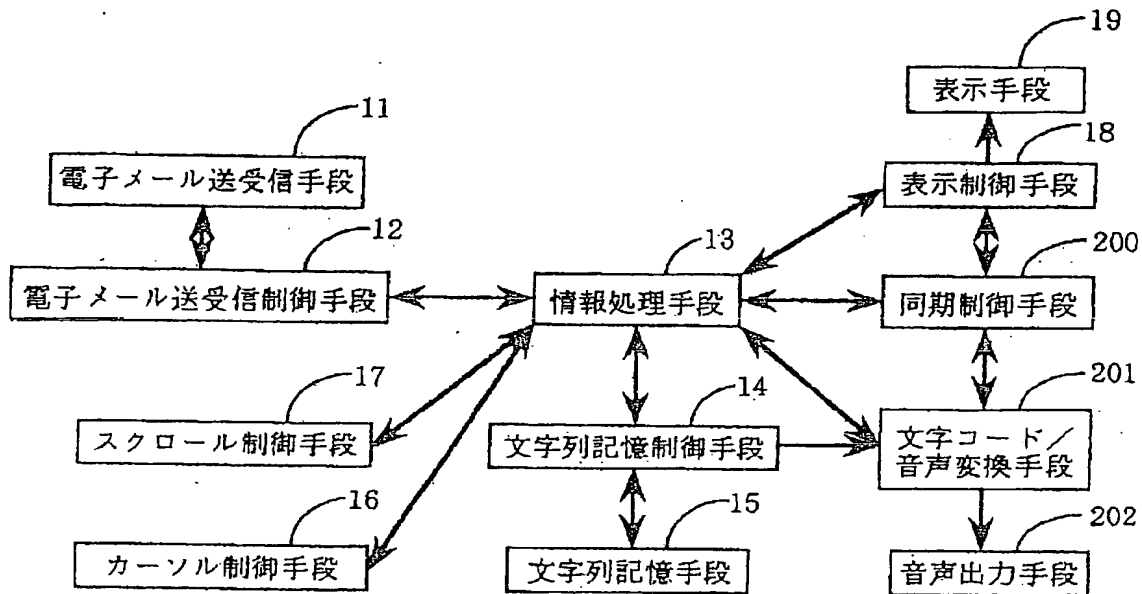 19
表示手段
11
18
電子メール送受信手段
表示制御手段
12
13
200
電子メール送受信制御手段
情報処理手段
同期制御手段
17
14
201
スクロール制御手段
文字列記憶制御手段
文字コード/
音声変換手段
16
15
202
カーソル制御手段
文字列記憶手段
音声出力手段